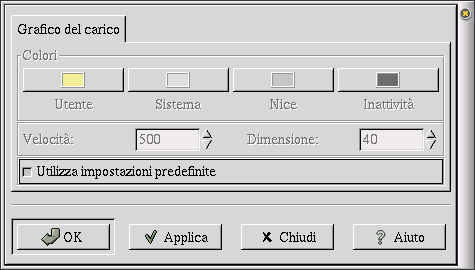 Grafico del carico
Colori
Utente Sistema Nice Inattività
Velocità: 500 Dimensione: 40
Utilizza impostazioni predefinite
OK Applica Chiudi Aiuto